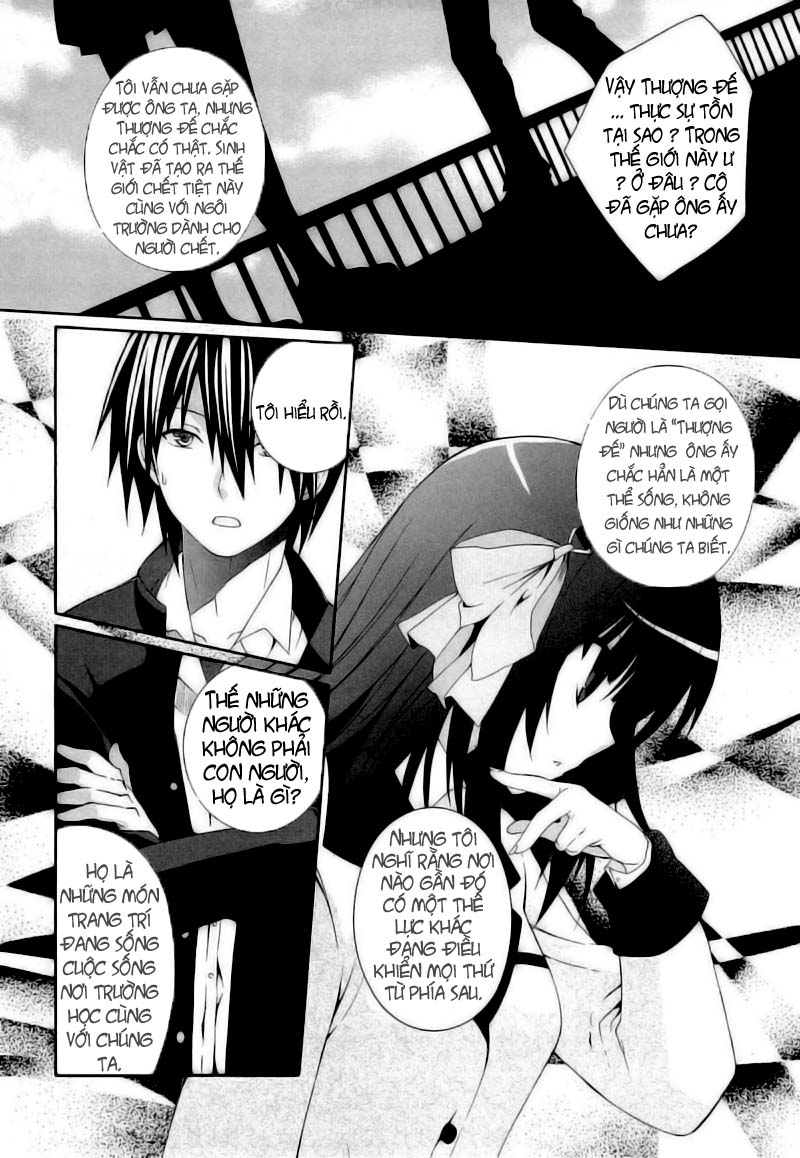 VẬY THƯỢNG ĐẾ
... THỰC SỰ TỒN
TẠI SAO ? TRONG
THẾ GIỚI NÀY Ư
? Ở ĐÂU ? CÔ
ĐÃ GẶP ÔNG ẤY
CHƯA?
TÔI VẪN CHƯA GẶP
ĐƯỢC ÔNG TA, NHƯNG
THƯỢNG ĐẾ CHẮC
CHẮC CÓ THẬT. SINH
VẬT ĐÃ TẠO RA THẾ
GIỚI CHẾT TIỆT NÀY
CÙNG VỚI NGÔI
TRƯỜNG DÀNH CHO
NGƯỜI CHẾT.
DÙ CHÚNG TA GỌI
NGƯỜI LÀ "THƯỢNG
ĐẾ" NHƯNG ÔNG ẤY
CHẮC HẲN LÀ MỘT
THỂ SỐNG, KHÔNG
GIỐNG NHƯ NHỮNG
GÌ CHÚNG TA BIẾT.
NHƯNG TÔI
NGHĨ RẰNG NƠI
NÀO GẦN ĐÓ
CÓ MỘT THẾ
LỰC KHÁC
ĐANG ĐIỀU
KHIỂN MỌI THỨ
TỪ PHÍA SAU.
TÔI HIỂU RỒI.
THẾ NHỮNG
NGƯỜI KHÁC
KHÔNG PHẢI
CON NGƯỜI,
HỌ LÀ GÌ?
HỌ LÀ
NHỮNG MÓN
TRANG TRÍ
ĐANG SỐNG
CUỘC SỐNG
NƠI TRƯỜNG
HỌC CÙNG
VỚI CHÚNG
TA.